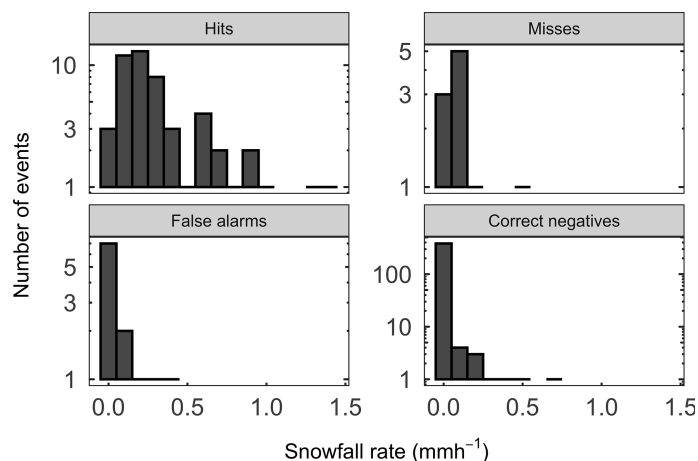 Hits
Misses
10
3
1
5
3
1
Number of events
False alarms
Correct negatives
5
3
1
100
10
1
0.0 0.5 1.0 1.5
0.0 0.5 1.0 1.5
Snowfall rate (mmh⁻¹)